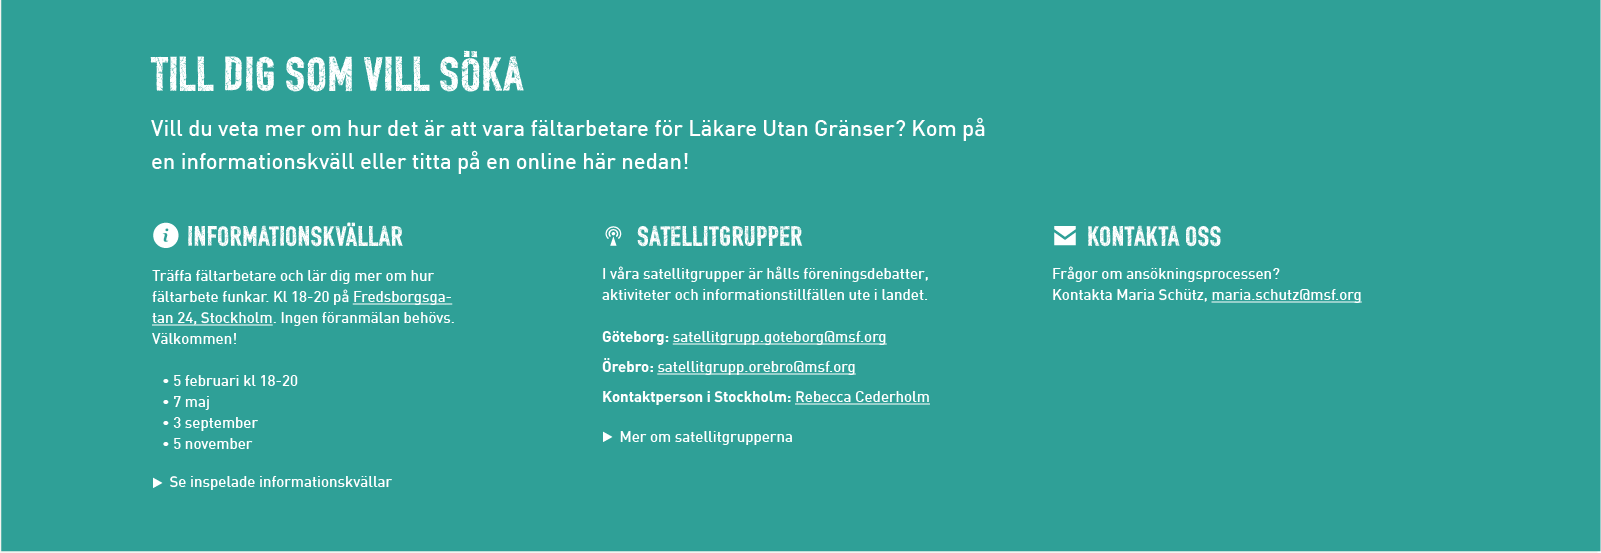 TILL DIG SOM VILL SÖKA
Vill du veta mer om hur det är att vara fältarbetare för Läkare Utan Gränser? Kom på
en informationskväll eller titta på en online här nedan!
INFORMATIONSKVÄLLAR
Träffa fältarbetare och lär dig mer om hur
fältarbete funkar. Kl 18-20 på Fredsborgsga-
tan 24, Stockholm. Ingen föranmälan behövs.
Välkommen!
• 5 februari kl 18-20
• 7 maj
• 3 september
• 5 november
Se inspelade informationskvällar
SATELLITGRUPPER
I våra satellitgrupper är hålls föreningsdebatter,
aktiviteter och informationstillfällen ute i landet.
Göteborg: satellitgrupp.goteborg@msf.org
Örebro: satellitgrupp.orebro@msf.org
Kontaktperson i Stockholm: Rebecca Cederholm
Mer om satellitgrupperna
KONTAKTA OSS
Frågor om ansökningsprocessen?
Kontakta Maria Schütz, maria.schutz@msf.org